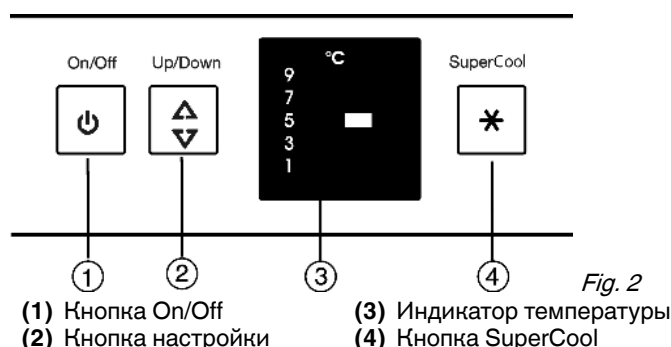 On/Off Up/Down °C SuperCool
9
7
5
3
1
1 2 3 4 Fig. 2
(1) Кнопка On/Off
(2) Кнопка настройки
(3) Индикатор температуры
(4) Кнопка SuperCool